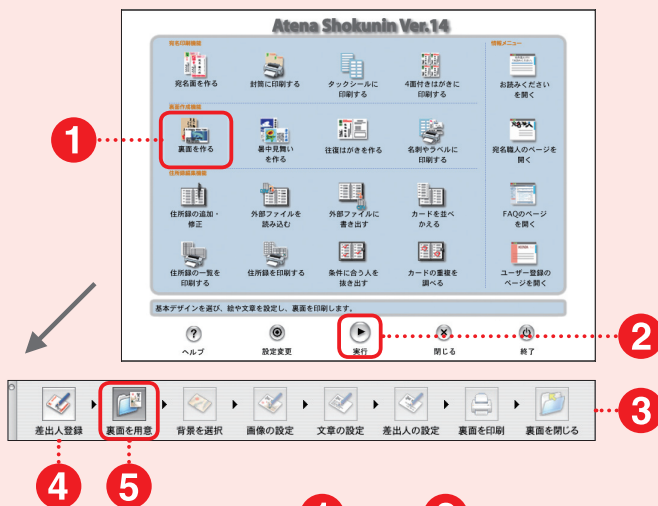 Atena Shokunin Ver.14
宛名印刷機能
情報メニュー
宛名面を作る
封筒に印刷する
タックシールに
印刷する
4面付きはがきに
印刷する
お読みください
を開く
裏面作成機能
1
裏面を作る
暑中見舞い
を作る
往復はがきを作る
名刺やラベルに
印刷する
宛名職人のページを
開く
住所録編集機能
住所録の追加・
修正
外部ファイルを
読み込む
外部ファイルに
書き出す
カードを並べ
かえる
FAQのページ
を開く
住所録の一覧を
印刷する
住所録を印刷する
条件に合う人を
抜き出す
カードの重複を
調べる
ユーザー登録の
ページを開く
基本デザインを選び、絵や文章を設定し、裏面を印刷します。
ヘルプ
設定変更
実行
閉じる
終了
2
差出人登録
裏面を用意
背景を選択
画像の設定
文章の設定
差出人の設定
裏面を印刷
裏面を閉じる
3
4
5